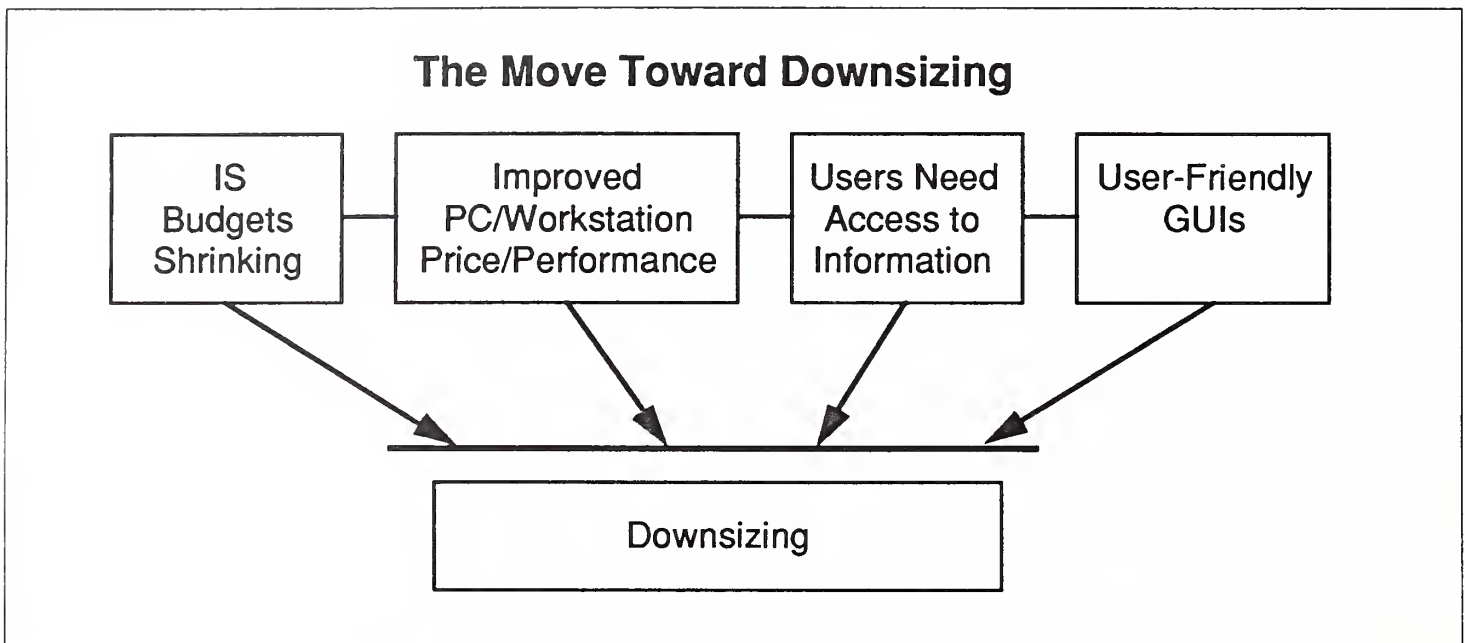 The Move Toward Downsizing
IS
Budgets
Shrinking
Improved
PC/Workstation
Price/Performance
Users Need
Access to
Information
User-Friendly
GUIs
Downsizing